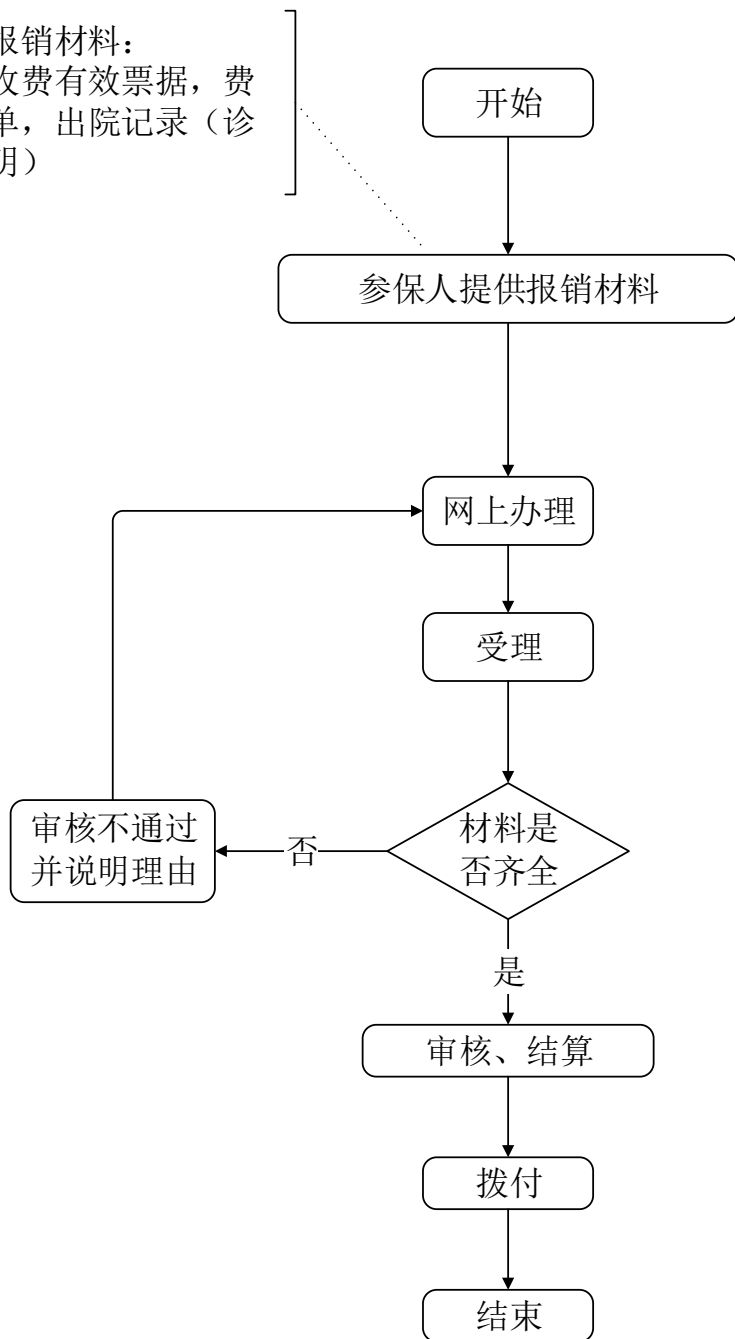 报销材料：
收费有效票据，费
单，出院记录（诊
明）
开始
参保人提供报销材料
网上办理
受理
材料是
否齐全
否
审核不通过
并说明理由
是
审核、结算
拨付
结束